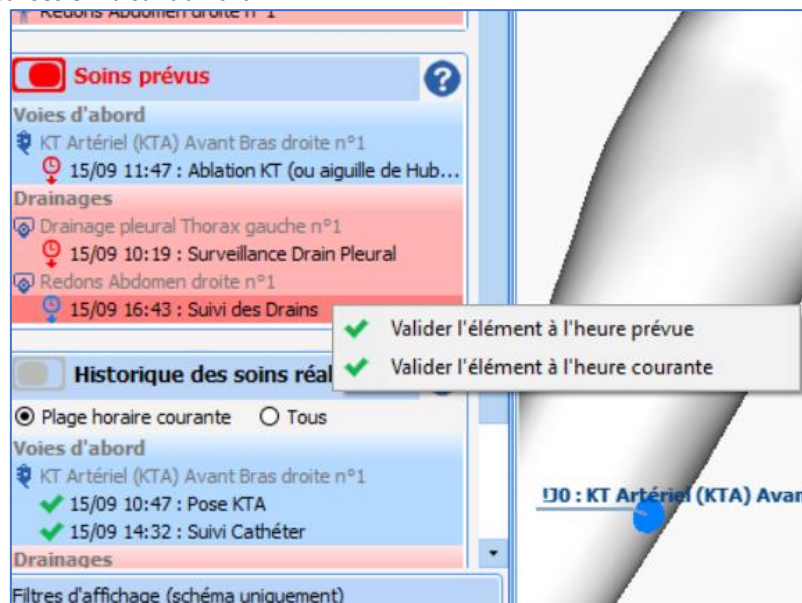 Redons Abdomen droite n°1
Soins prévus
?
Voies d'abord
KT Artériel (KTA) Avant Bras droite n°1
15/09 11:47 : Ablation KT (ou aiguille de Hub...
Drainages
Drainage pleural Thorax gauche n°1
15/09 10:19 : Surveillance Drain Pleural
Redons Abdomen droite n°1
15/09 16:43 : Suivi des Drains
Valider l'élément à l'heure prévue
Valider l'élément à l'heure courante
Historique des soins réal
Plage horaire courante
Tous
Voies d'abord
KT Artériel (KTA) Avant Bras droite n°1
15/09 10:47 : Pose KTA
15/09 14:32 : Suivi Cathéter
: KT Artériel (KTA) Avan
Drainages
Filtres d'affichage (schéma uniquement)